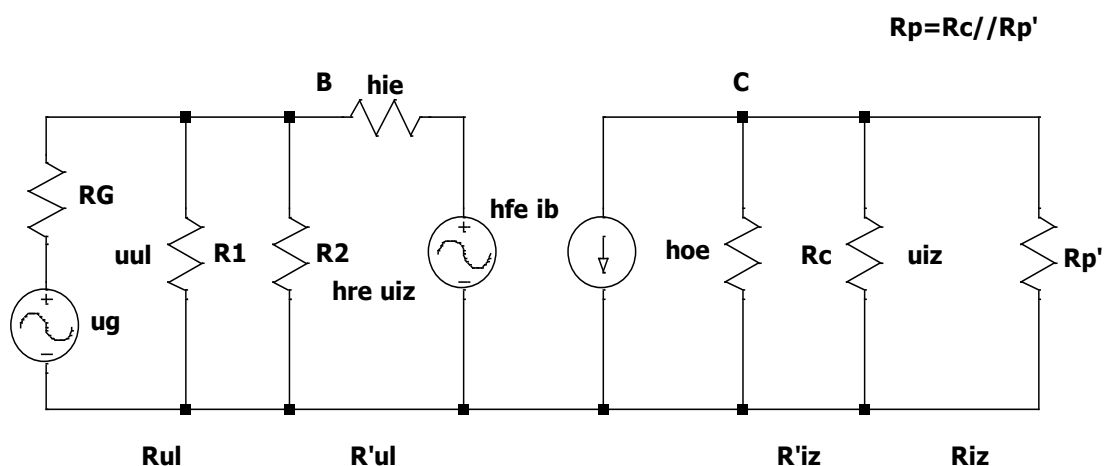 Rp=Rc//Rp'
B
hie
C
RG
hfe ib
uul
R1
R2
hoe
Rc
uiz
Rp'
hre uiz
ug
Rul
R'ul
R'iz
Riz